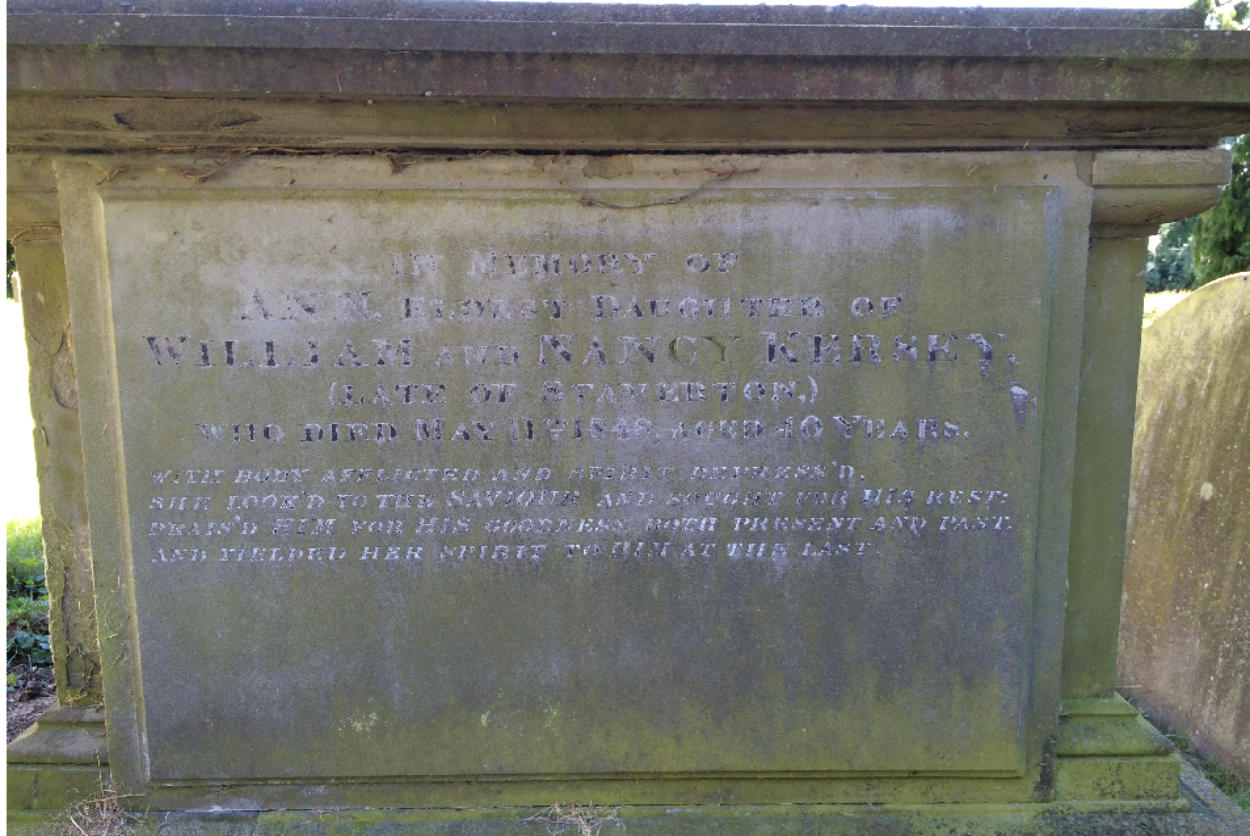 IN MEMORY OF
ANN, ELDEST DAUGHTER OF
WILLIAM AND NANCY KERSEY,
(LATE OF STAVERTON,)
WHO DIED MAY 11TH AGED 40 YEARS.
WITH BODY AFFLICTED AND SPIRIT DEPRESS'D,
SHE LOOK'D TO THE SAVIOUR AND SOUGHT FOR HIS REST;
PRAIS'D HIM FOR HIS GOODNESS BOTH PRESENT AND PAST.
AND YIELDED HER SPIRIT TO HIM AT THE LAST.